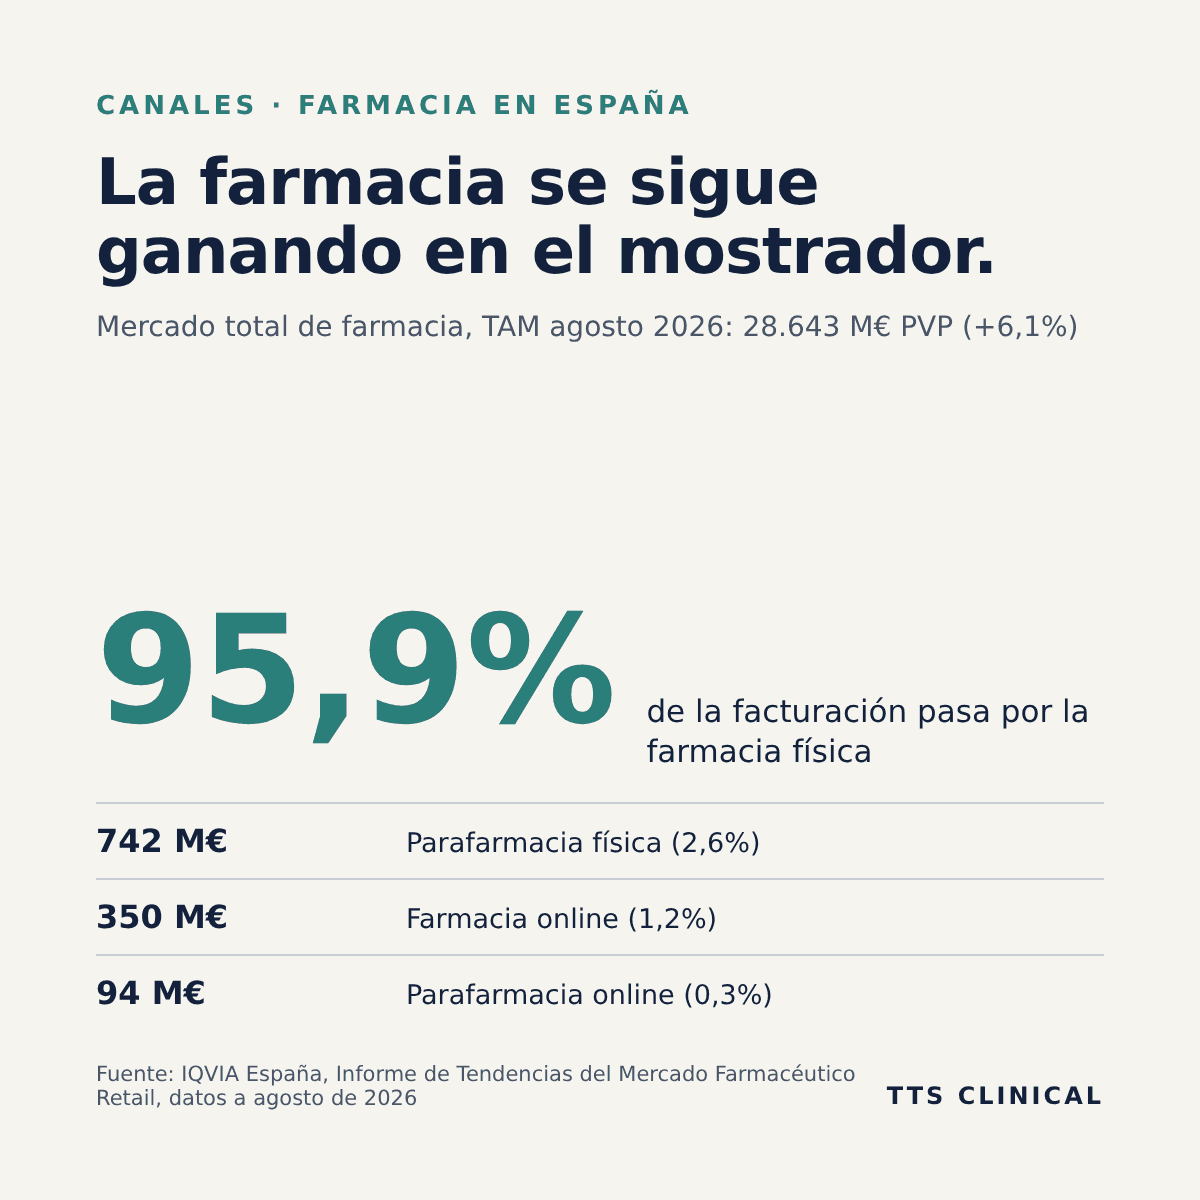 CANALES · FARMACIA EN ESPAÑA
La farmacia se sigue
ganando en el mostrador.
Mercado total de farmacia, TAM agosto 2026: 28.643 M€ PVP (+6,1%)
95,9%
de la facturación pasa por la
farmacia física
742 M€ Parafarmacia física (2,6%)
350 M€ Farmacia online (1,2%)
94 M€ Parafarmacia online (0,3%)
Fuente: IQVIA España, Informe de Tendencias del Mercado Farmacéutico
Retail, datos a agosto de 2026
TTS CLINICAL